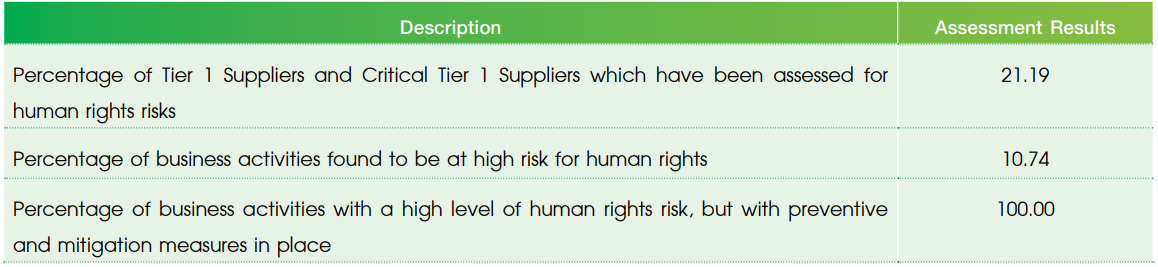 Description Assessment Results
Percentage of Tier 1 Suppliers and Critical Tier 1 Suppliers which have been assessed for 21.19
human rights risks
Percentage of business activities found to be at high risk for human rights 10.74
Percentage of business activities with a high level of human rights risk, but with preventive 100.00
and mitigation measures in place